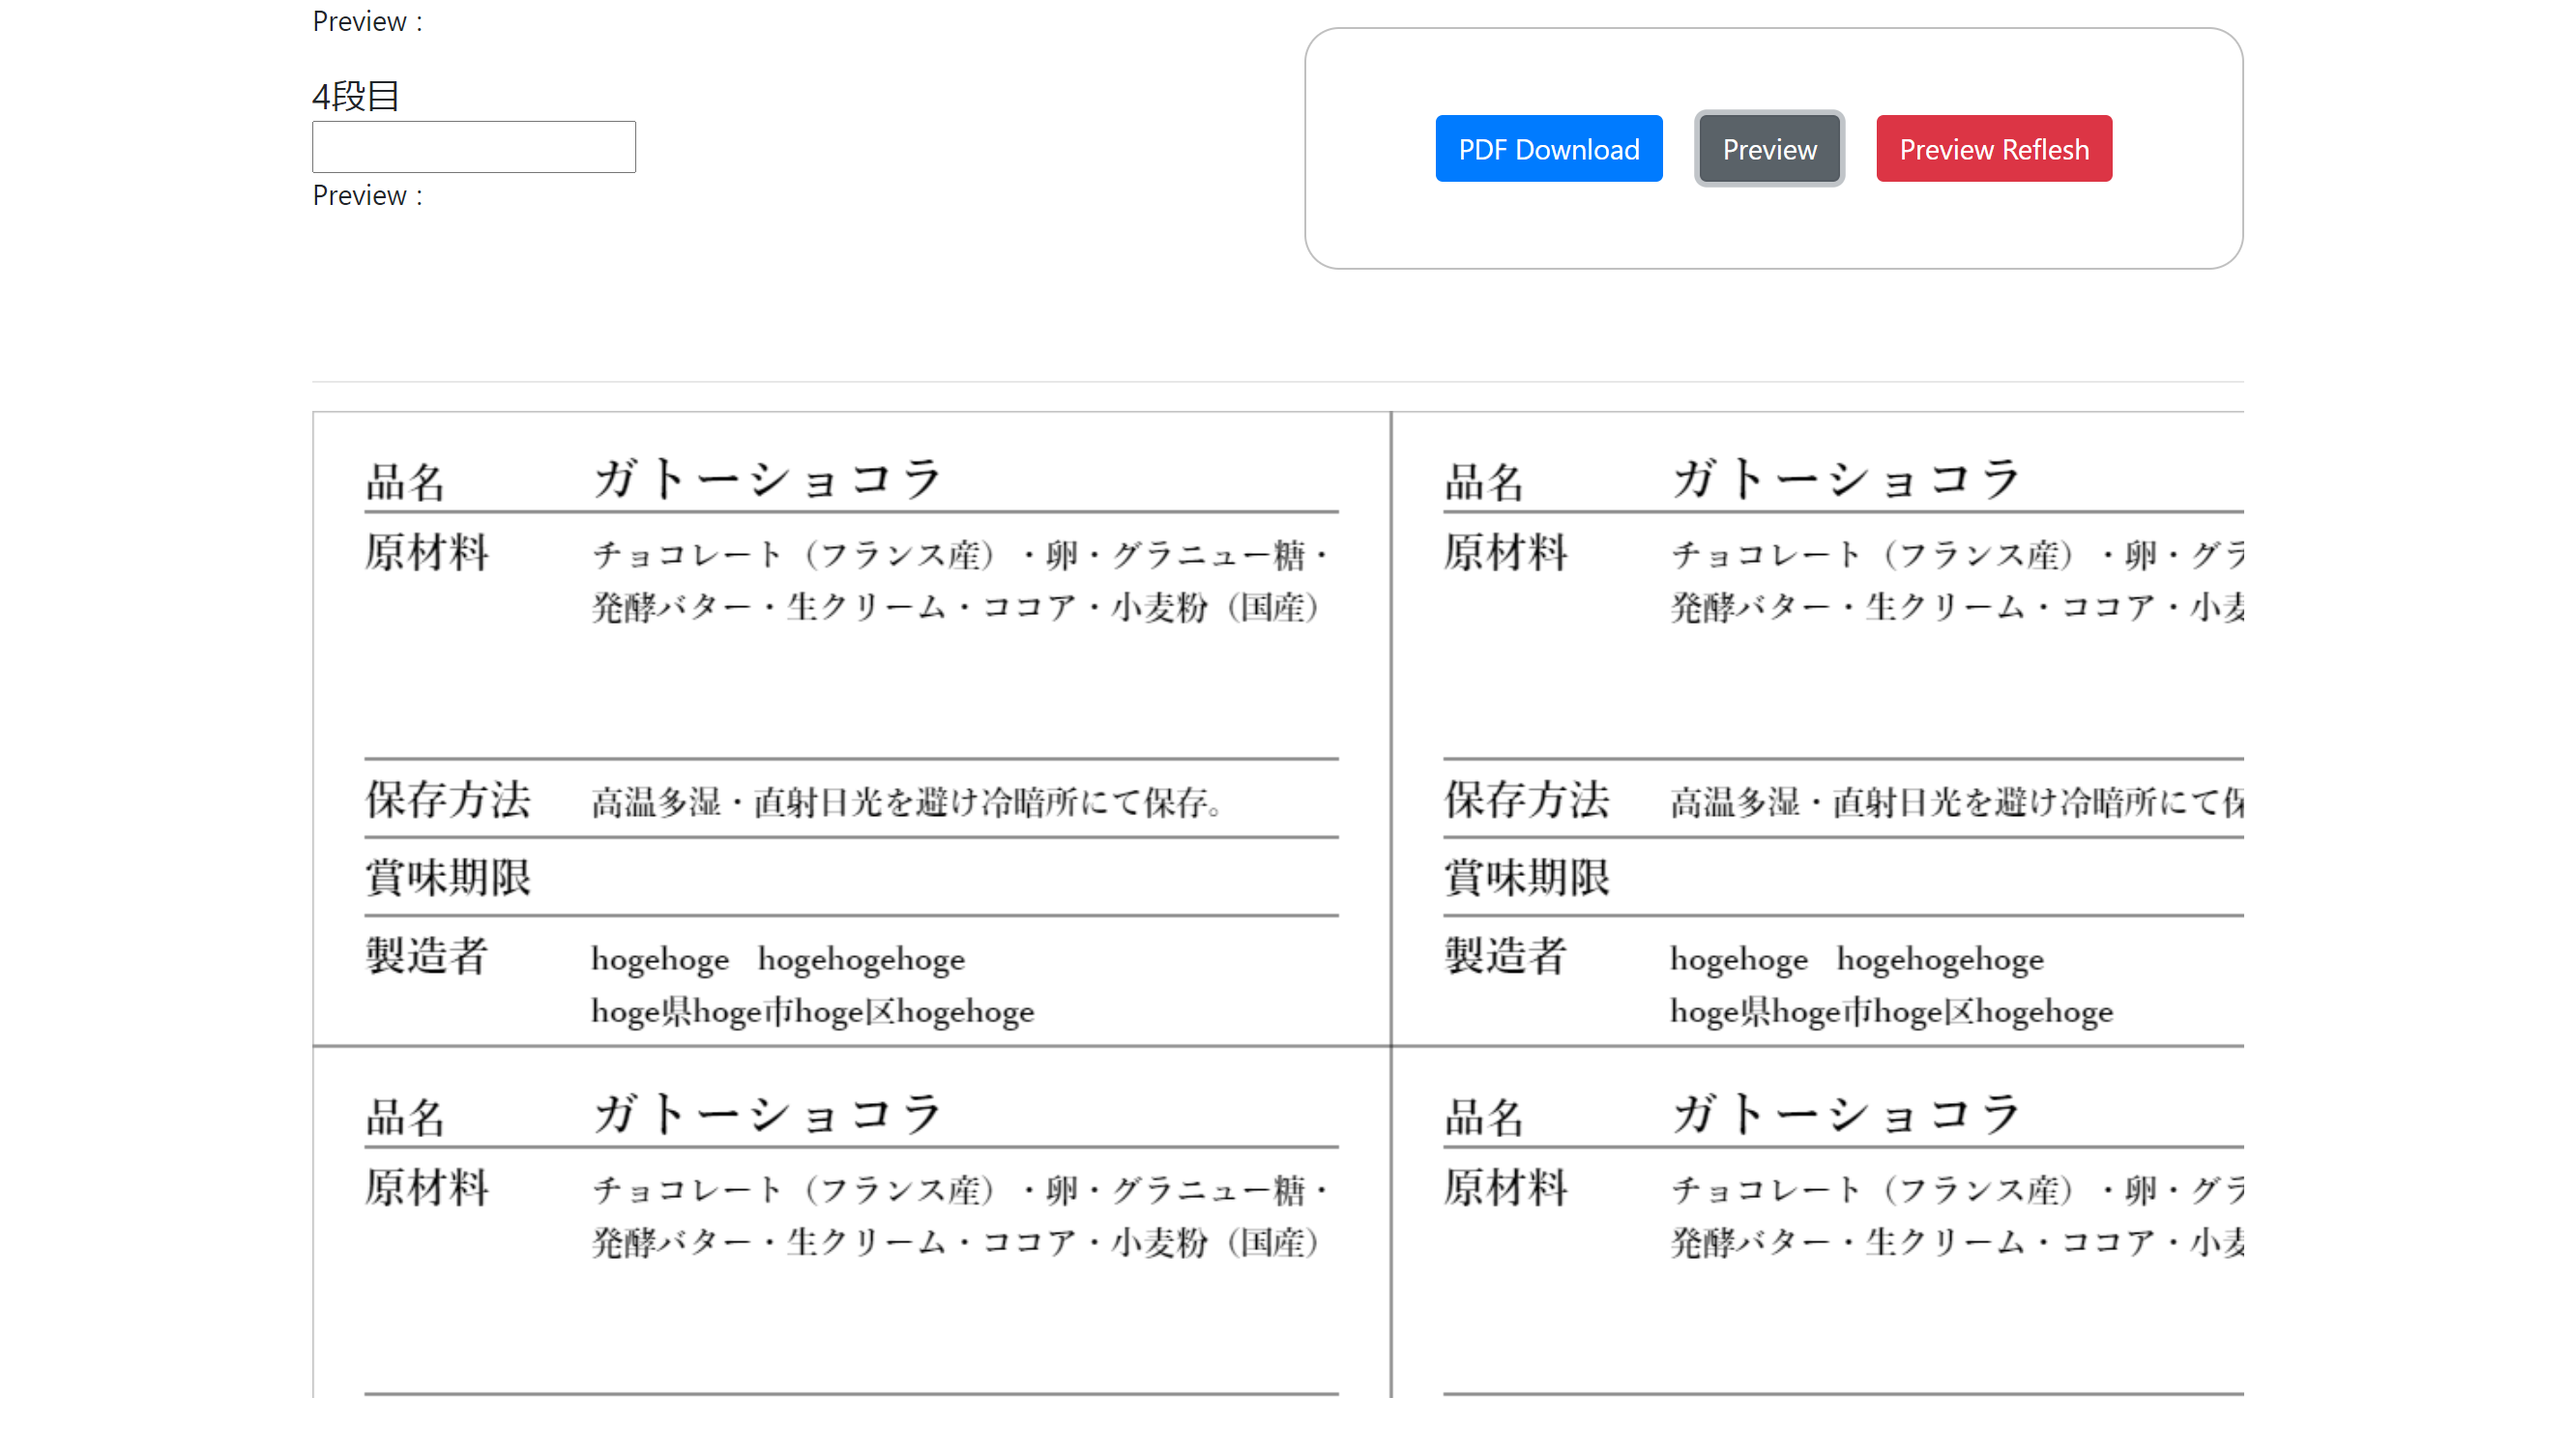 Preview :
4段目
Preview :
PDF Download
Preview
Preview Reflesh
品名 ガトーショコラ
原材料 チョコレート（フランス産）・卵・グラニュー糖・
発酵バター・生クリーム・ココア・小麦粉（国産）
保存方法 高温多湿・直射日光を避け冷暗所にて保存。
賞味期限
製造者 hogehoge hogehogehoge
hoge県hoge市hoge区hogehoge
品名 ガトーショコラ
原材料 チョコレート（フランス産）・卵・グラ
発酵バター・生クリーム・ココア・小麦
保存方法 高温多湿・直射日光を避け冷暗所にて保
賞味期限
製造者 hogehoge hogehogehoge
hoge県hoge市hoge区hogehoge
品名 ガトーショコラ
原材料 チョコレート（フランス産）・卵・グラニュー糖・
発酵バター・生クリーム・ココア・小麦粉（国産）
品名 ガトーショコラ
原材料 チョコレート（フランス産）・卵・グラ
発酵バター・生クリーム・ココア・小麦